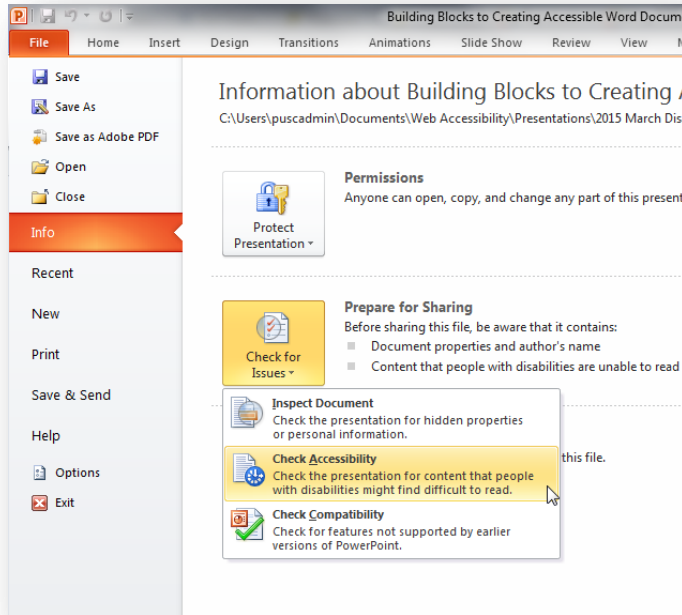 Building Blocks to Creating Accessible Word Docum
File Home Insert Design Transitions Animations Slide Show Review View
Save
Save As
Save as Adobe PDF
Open
Close
Info
Recent
New
Print
Save & Send
Help
Options
Exit
Information about Building Blocks to Creating
C:\Users\puscadmin\Documents\Web Accessibility\Presentations\2015 March Dis
Protect
Presentation
Permissions
Anyone can open, copy, and change any part of this present
Check for
Issues
Prepare for Sharing
Before sharing this file, be aware that it contains:
Document properties and author's name
Content that people with disabilities are unable to read
Inspect Document
Check the presentation for hidden properties
or personal information.
Check Accessibility
Check the presentation for content that people
with disabilities might find difficult to read.
Check Compatibility
Check for features not supported by earlier
versions of PowerPoint.
this file.